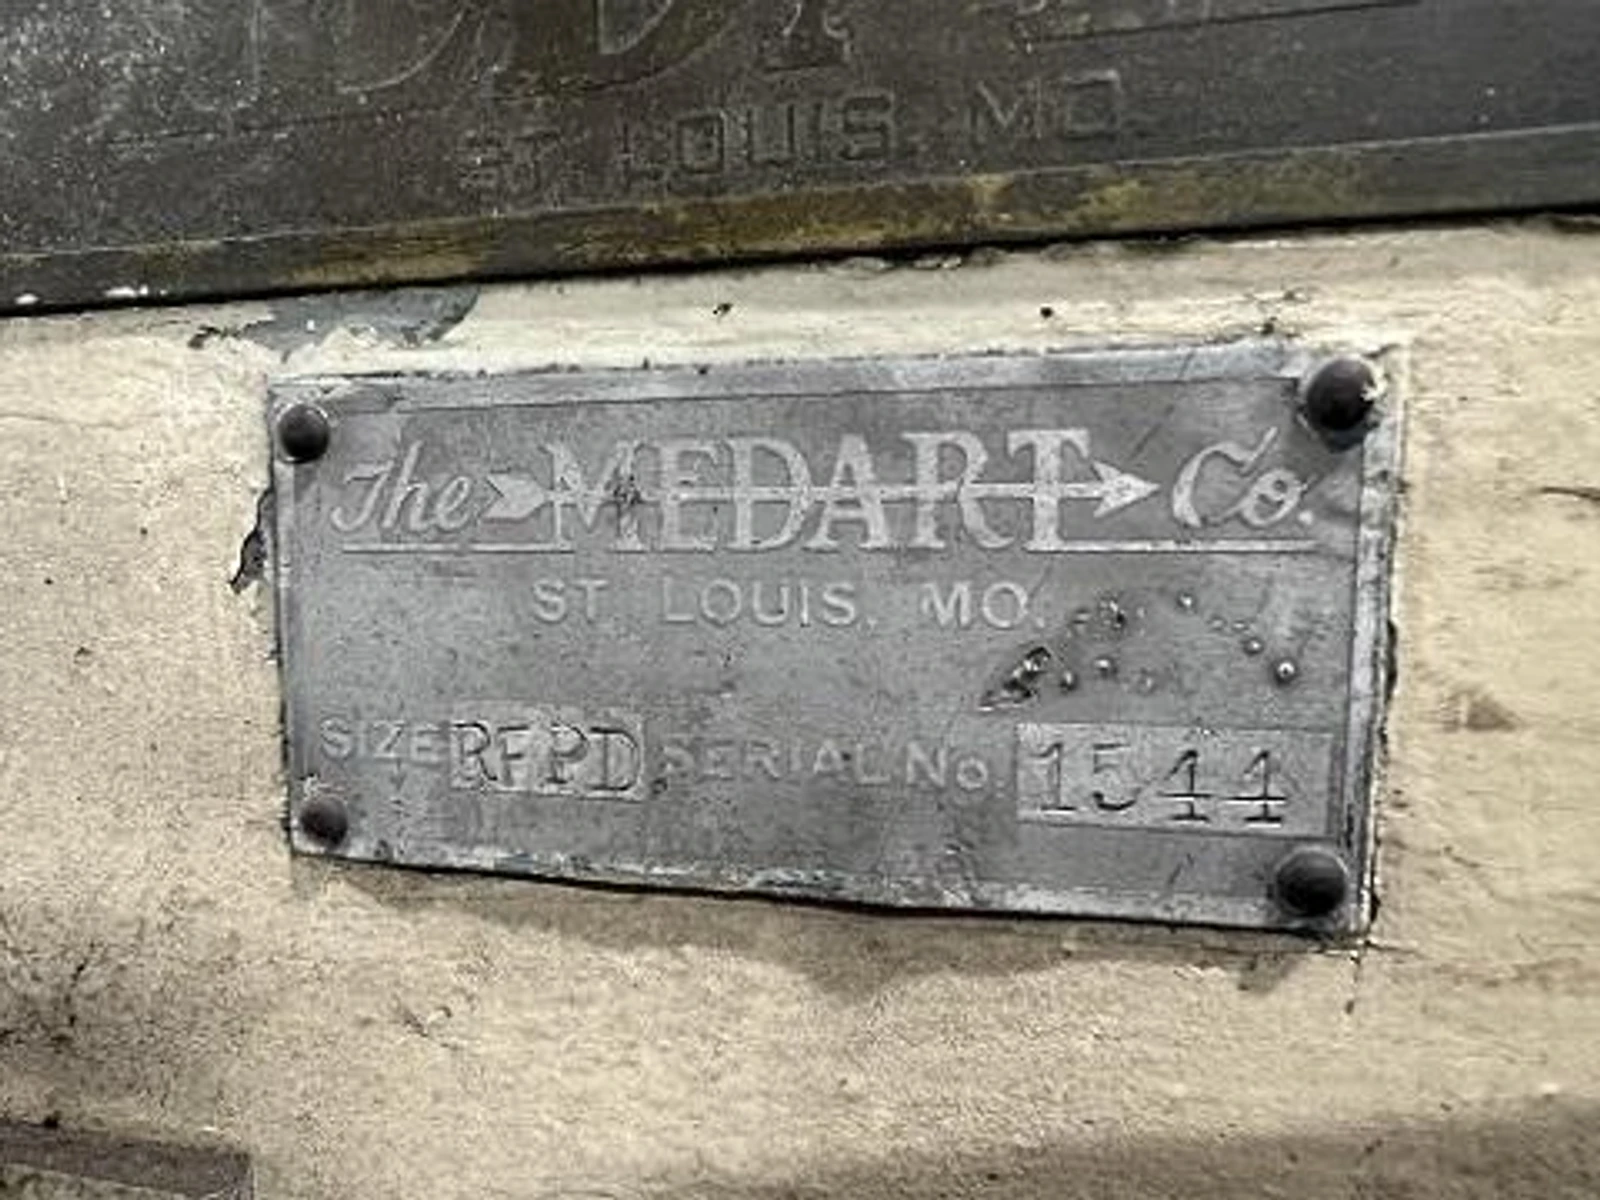 ST. LOUIS, MO.
The MEDART Co.
ST. LOUIS, MO.
SIZE RFPD SERIAL No. 1544